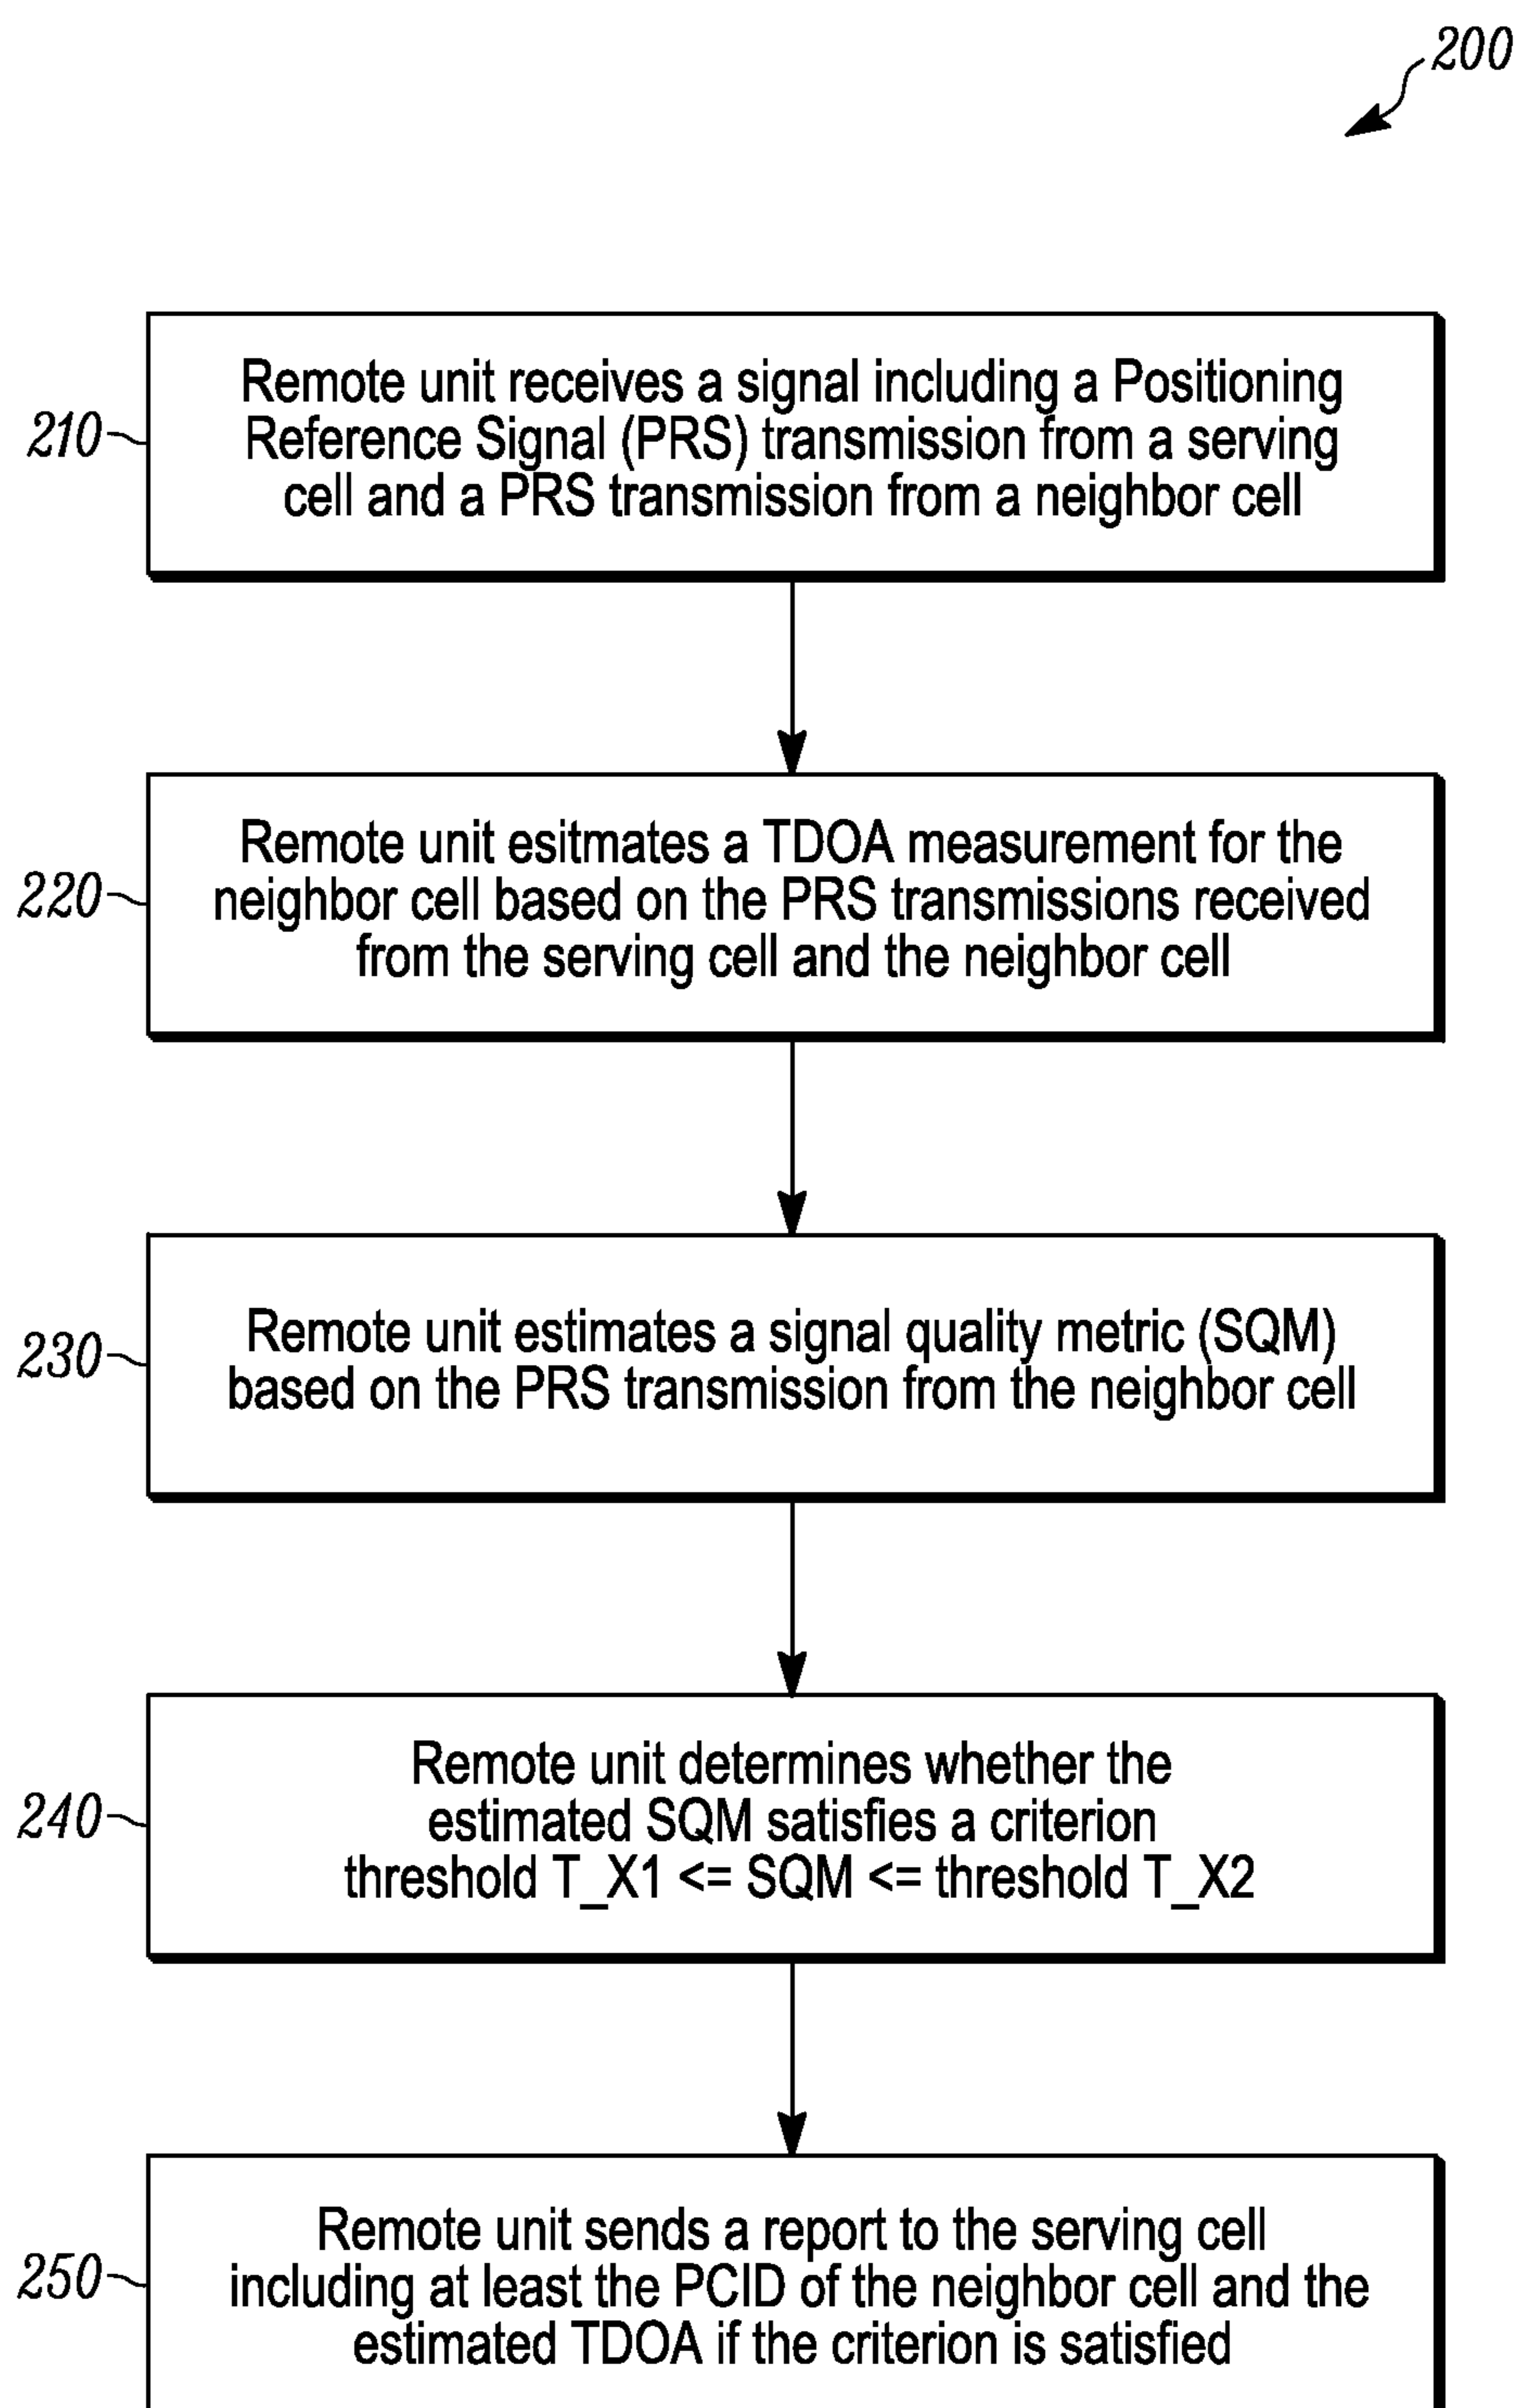 200
210
Remote unit receives a signal including a Positioning
Reference Signal (PRS) transmission from a serving
cell and a PRS transmission from a neighbor cell
220
Remote unit esitmates a TDOA measurement for the
neighbor cell based on the PRS transmissions received
from the serving cell and the neighbor cell
230
Remote unit estimates a signal quality metric (SQM)
based on the PRS transmission from the neighbor cell
240
Remote unit determines whether the
estimated SQM satisfies a criterion
threshold T_X1 <= SQM <= threshold T_X2
250
Remote unit sends a report to the serving cell
including at least the PCID of the neighbor cell and the
estimated TDOA if the criterion is satisfied